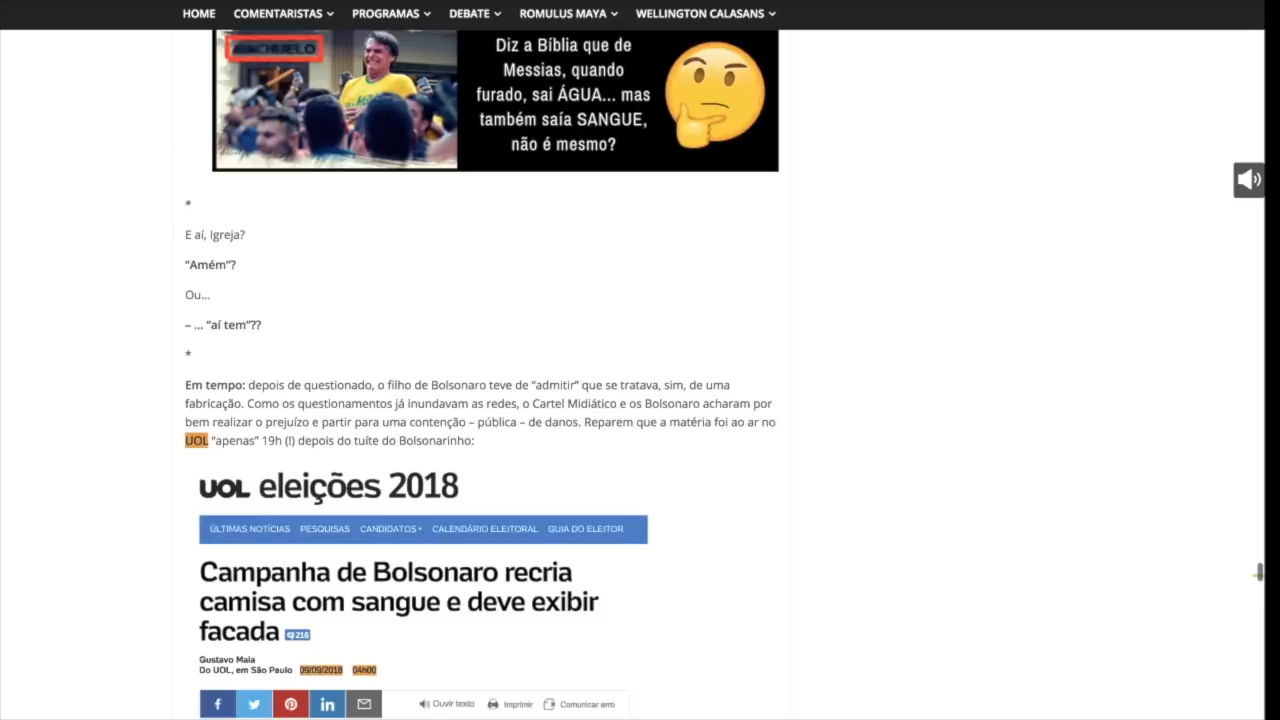 HOME COMENTARISTAS PROGRAMAS DEBATE ROMULUS MAYA WELLINGTON CALASANS
Diz a Bíblia que de
Messias, quando
furado, sai ÁGUA... mas
também saía SANGUE,
não é mesmo?
*
E aí, Igreja?
“Amém”?
Ou...
– ... “aí tem”??
*
Em tempo: depois de questionado, o filho de Bolsonaro teve de “admitir” que se tratava, sim, de uma
fabricação. Como os questionamentos já inundavam as redes, o Cartel Midiático e os Bolsonaro acharam por
bem realizar o prejuízo e partir para uma contenção – pública – de danos. Reparem que a matéria foi ao ar no
UOL “apenas” 19h (!) depois do tuíte do Bolsonarinho:
UOL eleições 2018
ÚLTIMAS NOTÍCIAS PESQUISAS CANDIDATOS CALENDÁRIO ELEITORAL GUIA DO ELEITOR
Campanha de Bolsonaro recria
camisa com sangue e deve exibir
facada 216
Gustavo Maia
Do UOL, em São Paulo 09/09/2018 04h00
Ouvir texto Imprimir Comunicar erro